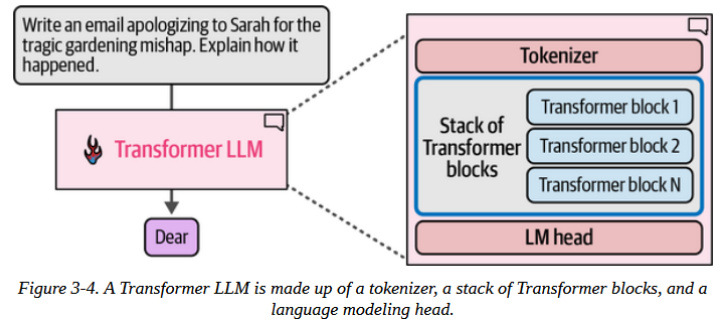 Write an email apologizing to Sarah for the
tragic gardening mishap. Explain how it
happened.
Transformer LLM
Dear
Tokenizer
Stack of
Transformer
blocks
Transformer block 1
Transformer block 2
Transformer block N
LM head
Figure 3-4. A Transformer LLM is made up of a tokenizer, a stack of Transformer blocks, and a
language modeling head.